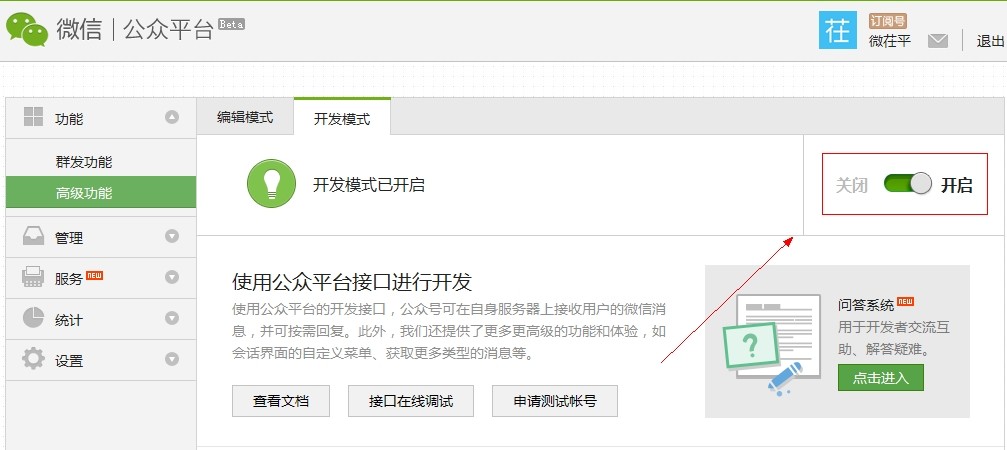 微信 | 公众平台 Beta
茌
订阅号
微茌平
退出
功能
群发功能
高级功能
管理
服务 NEW
统计
设置
编辑模式
开发模式
开发模式已开启
关闭
开启
使用公众平台接口进行开发
使用公众平台的开发接口，公众号可在自身服务器上接收用户的微信消
息，并可按需回复。此外，我们还提供了更多更高级的功能和体验，如
会话界面的自定义菜单、获取更多类型的消息等。
查看文档
接口在线调试
申请测试帐号
?
问答系统 NEW
用于开发者交流互
助、解答疑难。
点击进入